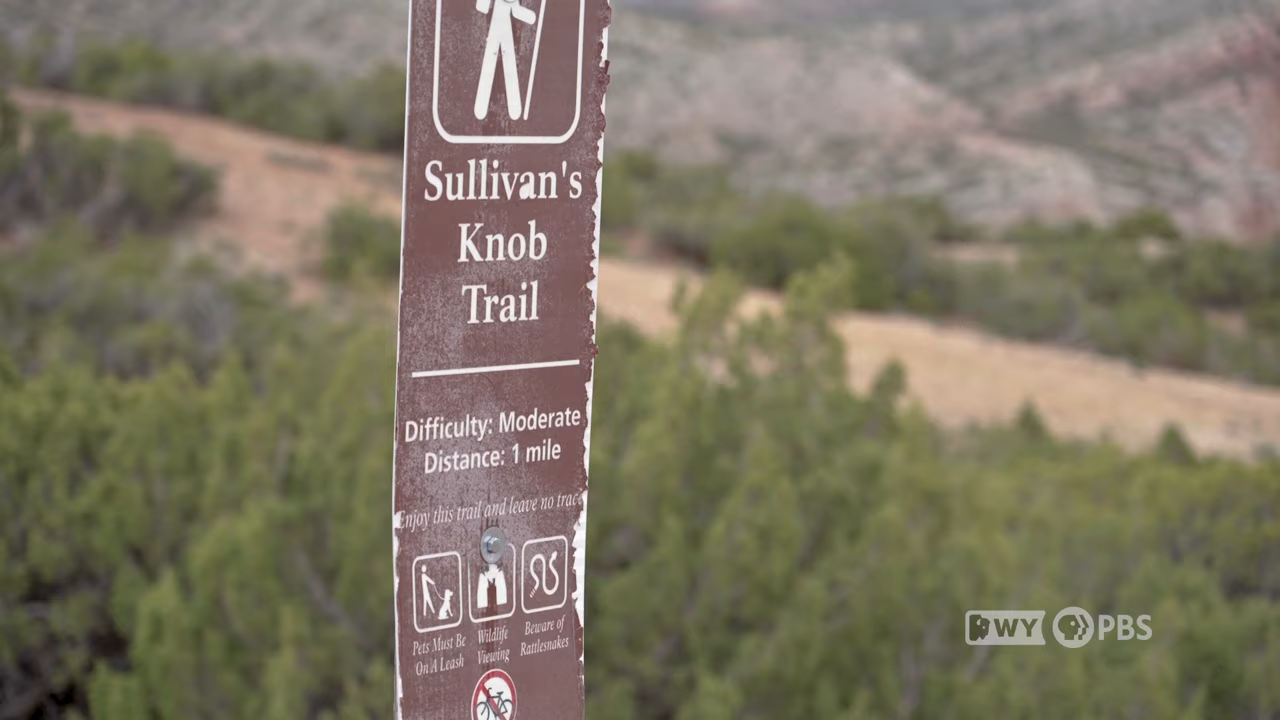 Sullivan's
Knob
Trail
Difficulty: Moderate
Distance: 1 mile
Enjoy this trail and leave no trace
Pets Must Be
On A Leash
Wildlife
Viewing
Beware of
Rattlesnakes
WY PBS